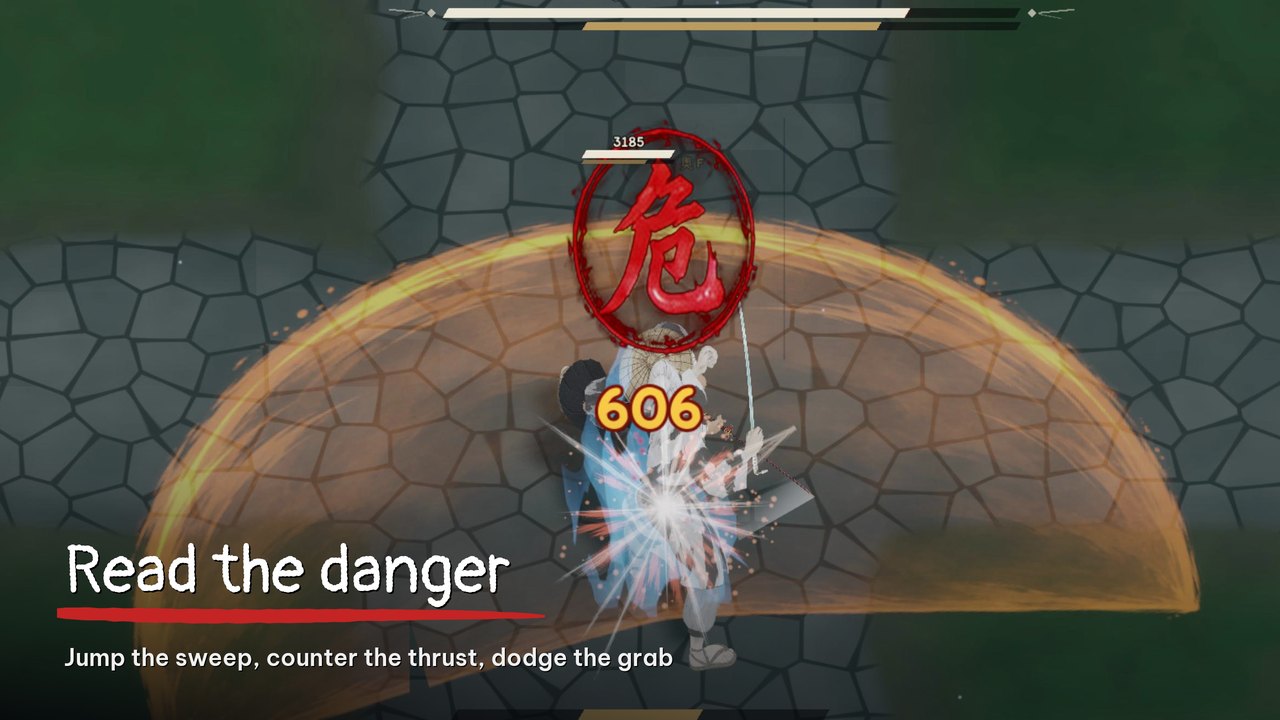 3185
危
606
Read the danger
Jump the sweep, counter the thrust, dodge the grab